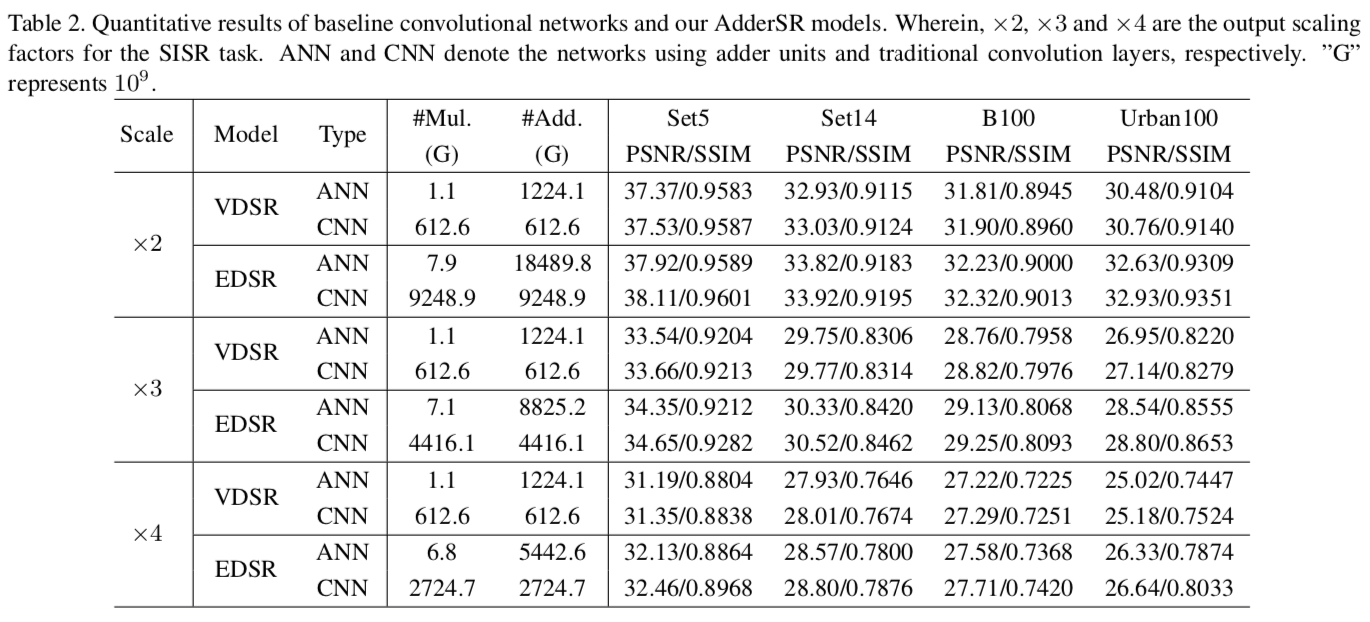 Table 2. Quantitative results of baseline convolutional networks and our AdderSR models. Wherein, ×2, ×3 and ×4 are the output scaling
factors for the SISR task. ANN and CNN denote the networks using adder units and traditional convolution layers, respectively. ”G”
represents 10⁹.
Scale Model Type #Mul. (G) #Add. (G) Set5 PSNR/SSIM Set14 PSNR/SSIM B100 PSNR/SSIM Urban100 PSNR/SSIM
×2 VDSR ANN 1.1 1224.1 37.37/0.9583 32.93/0.9115 31.81/0.8945 30.48/0.9104
CNN 612.6 612.6 37.53/0.9587 33.03/0.9124 31.90/0.8960 30.76/0.9140
EDSR ANN 7.9 18489.8 37.92/0.9589 33.82/0.9183 32.23/0.9000 32.63/0.9309
CNN 9248.9 9248.9 38.11/0.9601 33.92/0.9195 32.32/0.9013 32.93/0.9351
×3 VDSR ANN 1.1 1224.1 33.54/0.9204 29.75/0.8306 28.76/0.7958 26.95/0.8220
CNN 612.6 612.6 33.66/0.9213 29.77/0.8314 28.82/0.7976 27.14/0.8279
EDSR ANN 7.1 8825.2 34.35/0.9212 30.33/0.8420 29.13/0.8068 28.54/0.8555
CNN 4416.1 4416.1 34.65/0.9282 30.52/0.8462 29.25/0.8093 28.80/0.8653
×4 VDSR ANN 1.1 1224.1 31.19/0.8804 27.93/0.7646 27.22/0.7225 25.02/0.7447
CNN 612.6 612.6 31.35/0.8838 28.01/0.7674 27.29/0.7251 25.18/0.7524
EDSR ANN 6.8 5442.6 32.13/0.8864 28.57/0.7800 27.58/0.7368 26.33/0.7874
CNN 2724.7 2724.7 32.46/0.8968 28.80/0.7876 27.71/0.7420 26.64/0.8033